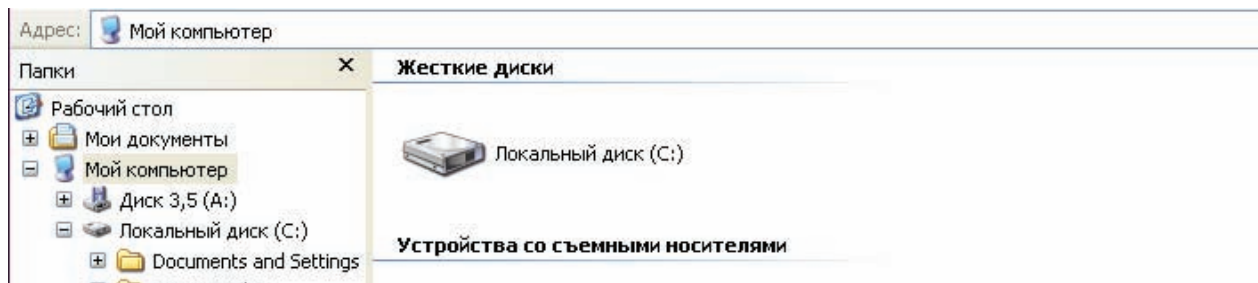 Адрес: Мой компьютер
Папки
Рабочий стол
Мои документы
Мой компьютер
Диск 3,5 (A:)
Локальный диск (C:)
Documents and Settings
Жесткие диски
Локальный диск (C:)
Устройства со съемными носителями